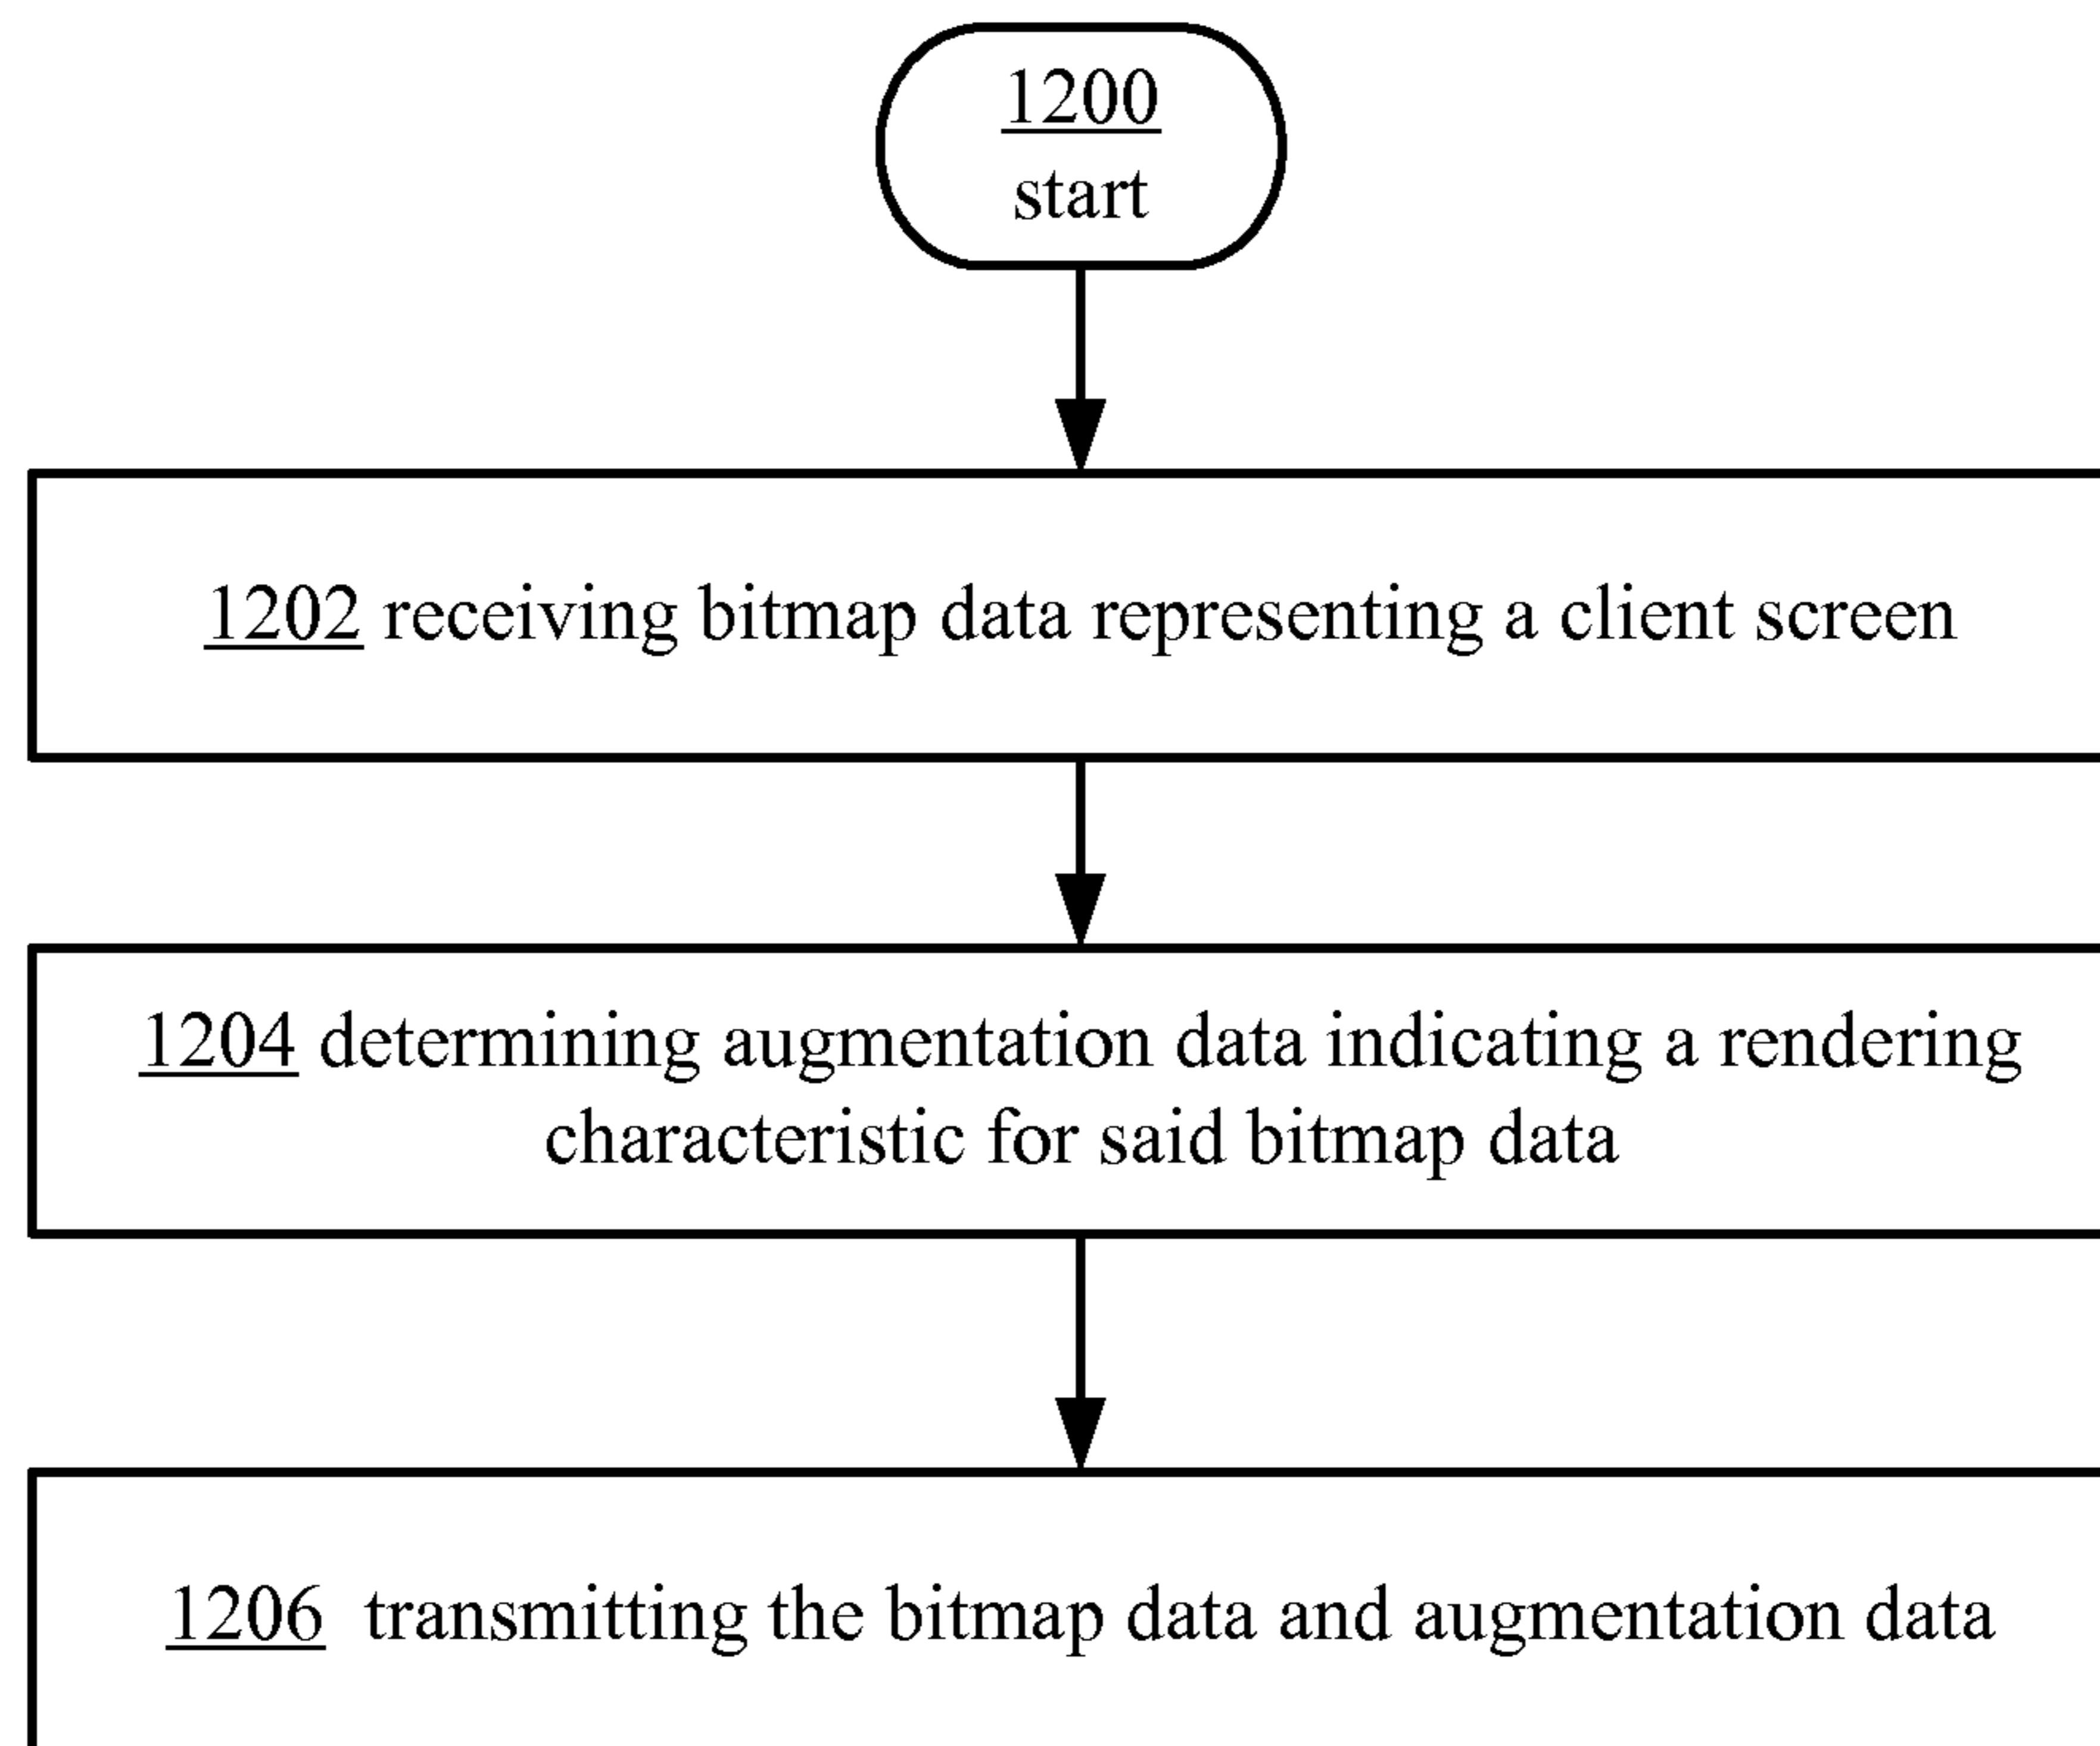 1200
start
1202 receiving bitmap data representing a client screen
1204 determining augmentation data indicating a rendering
characteristic for said bitmap data
1206 transmitting the bitmap data and augmentation data